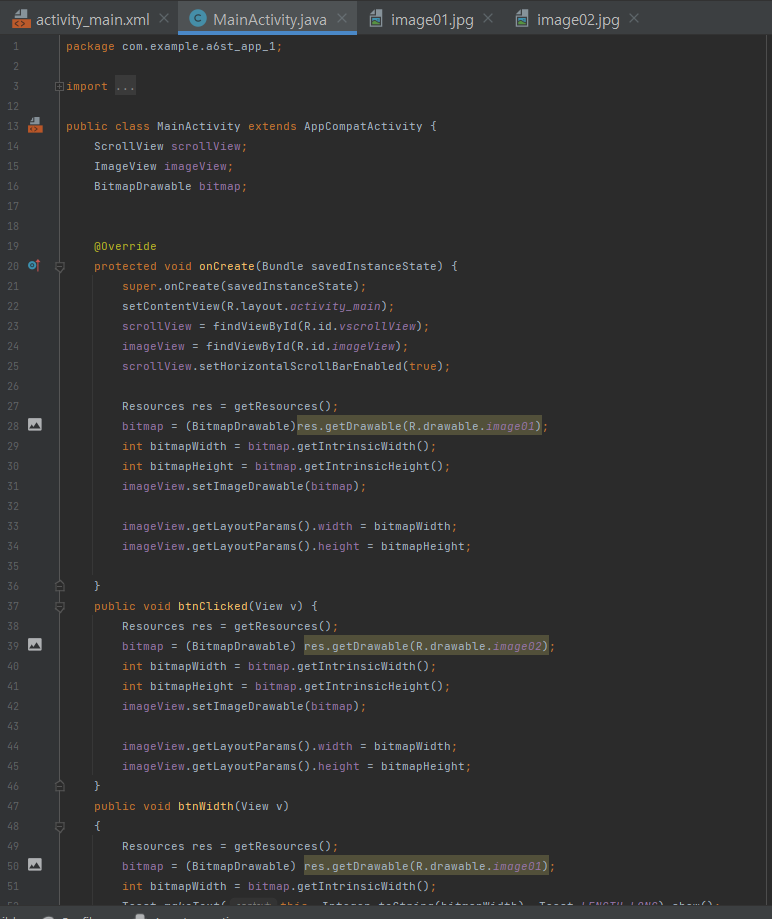 activity_main.xml MainActivity.java image01.jpg image02.jpg
1 package com.example.a6st_app_1;
2
3 import ...
12
13 public class MainActivity extends AppCompatActivity {
14 ScrollView scrollView;
15 ImageView imageView;
16 BitmapDrawable bitmap;
17
18
19 @Override
20 protected void onCreate(Bundle savedInstanceState) {
21 super.onCreate(savedInstanceState);
22 setContentView(R.layout.activity_main);
23 scrollView = findViewById(R.id.vscrollView);
24 imageView = findViewById(R.id.imageView);
25 scrollView.setHorizontalScrollBarEnabled(true);
26
27 Resources res = getResources();
28 bitmap = (BitmapDrawable)res.getDrawable(R.drawable.image01);
29 int bitmapWidth = bitmap.getIntrinsicWidth();
30 int bitmapHeight = bitmap.getIntrinsicHeight();
31 imageView.setImageDrawable(bitmap);
32
33 imageView.getLayoutParams().width = bitmapWidth;
34 imageView.getLayoutParams().height = bitmapHeight;
35
36 }
37 public void btnClicked(View v) {
38 Resources res = getResources();
39 bitmap = (BitmapDrawable) res.getDrawable(R.drawable.image02);
40 int bitmapWidth = bitmap.getIntrinsicWidth();
41 int bitmapHeight = bitmap.getIntrinsicHeight();
42 imageView.setImageDrawable(bitmap);
43
44 imageView.getLayoutParams().width = bitmapWidth;
45 imageView.getLayoutParams().height = bitmapHeight;
46 }
47 public void btnWidth(View v)
48 {
49 Resources res = getResources();
50 bitmap = (BitmapDrawable) res.getDrawable(R.drawable.image01);
51 int bitmapWidth = bitmap.getIntrinsicWidth();